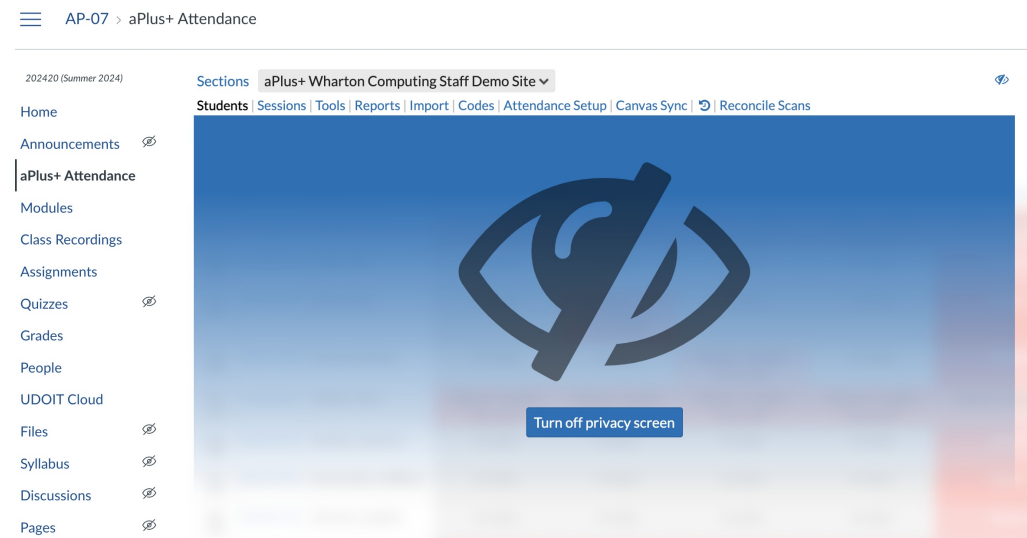 AP-07 > aPlus+ Attendance
202420 (Summer 2024)
Home
Announcements
aPlus+ Attendance
Modules
Class Recordings
Assignments
Quizzes
Grades
People
UDOIT Cloud
Files
Syllabus
Discussions
Pages
Sections aPlus+ Wharton Computing Staff Demo Site
Students | Sessions | Tools | Reports | Import | Codes | Attendance Setup | Canvas Sync | | Reconcile Scans
Turn off privacy screen